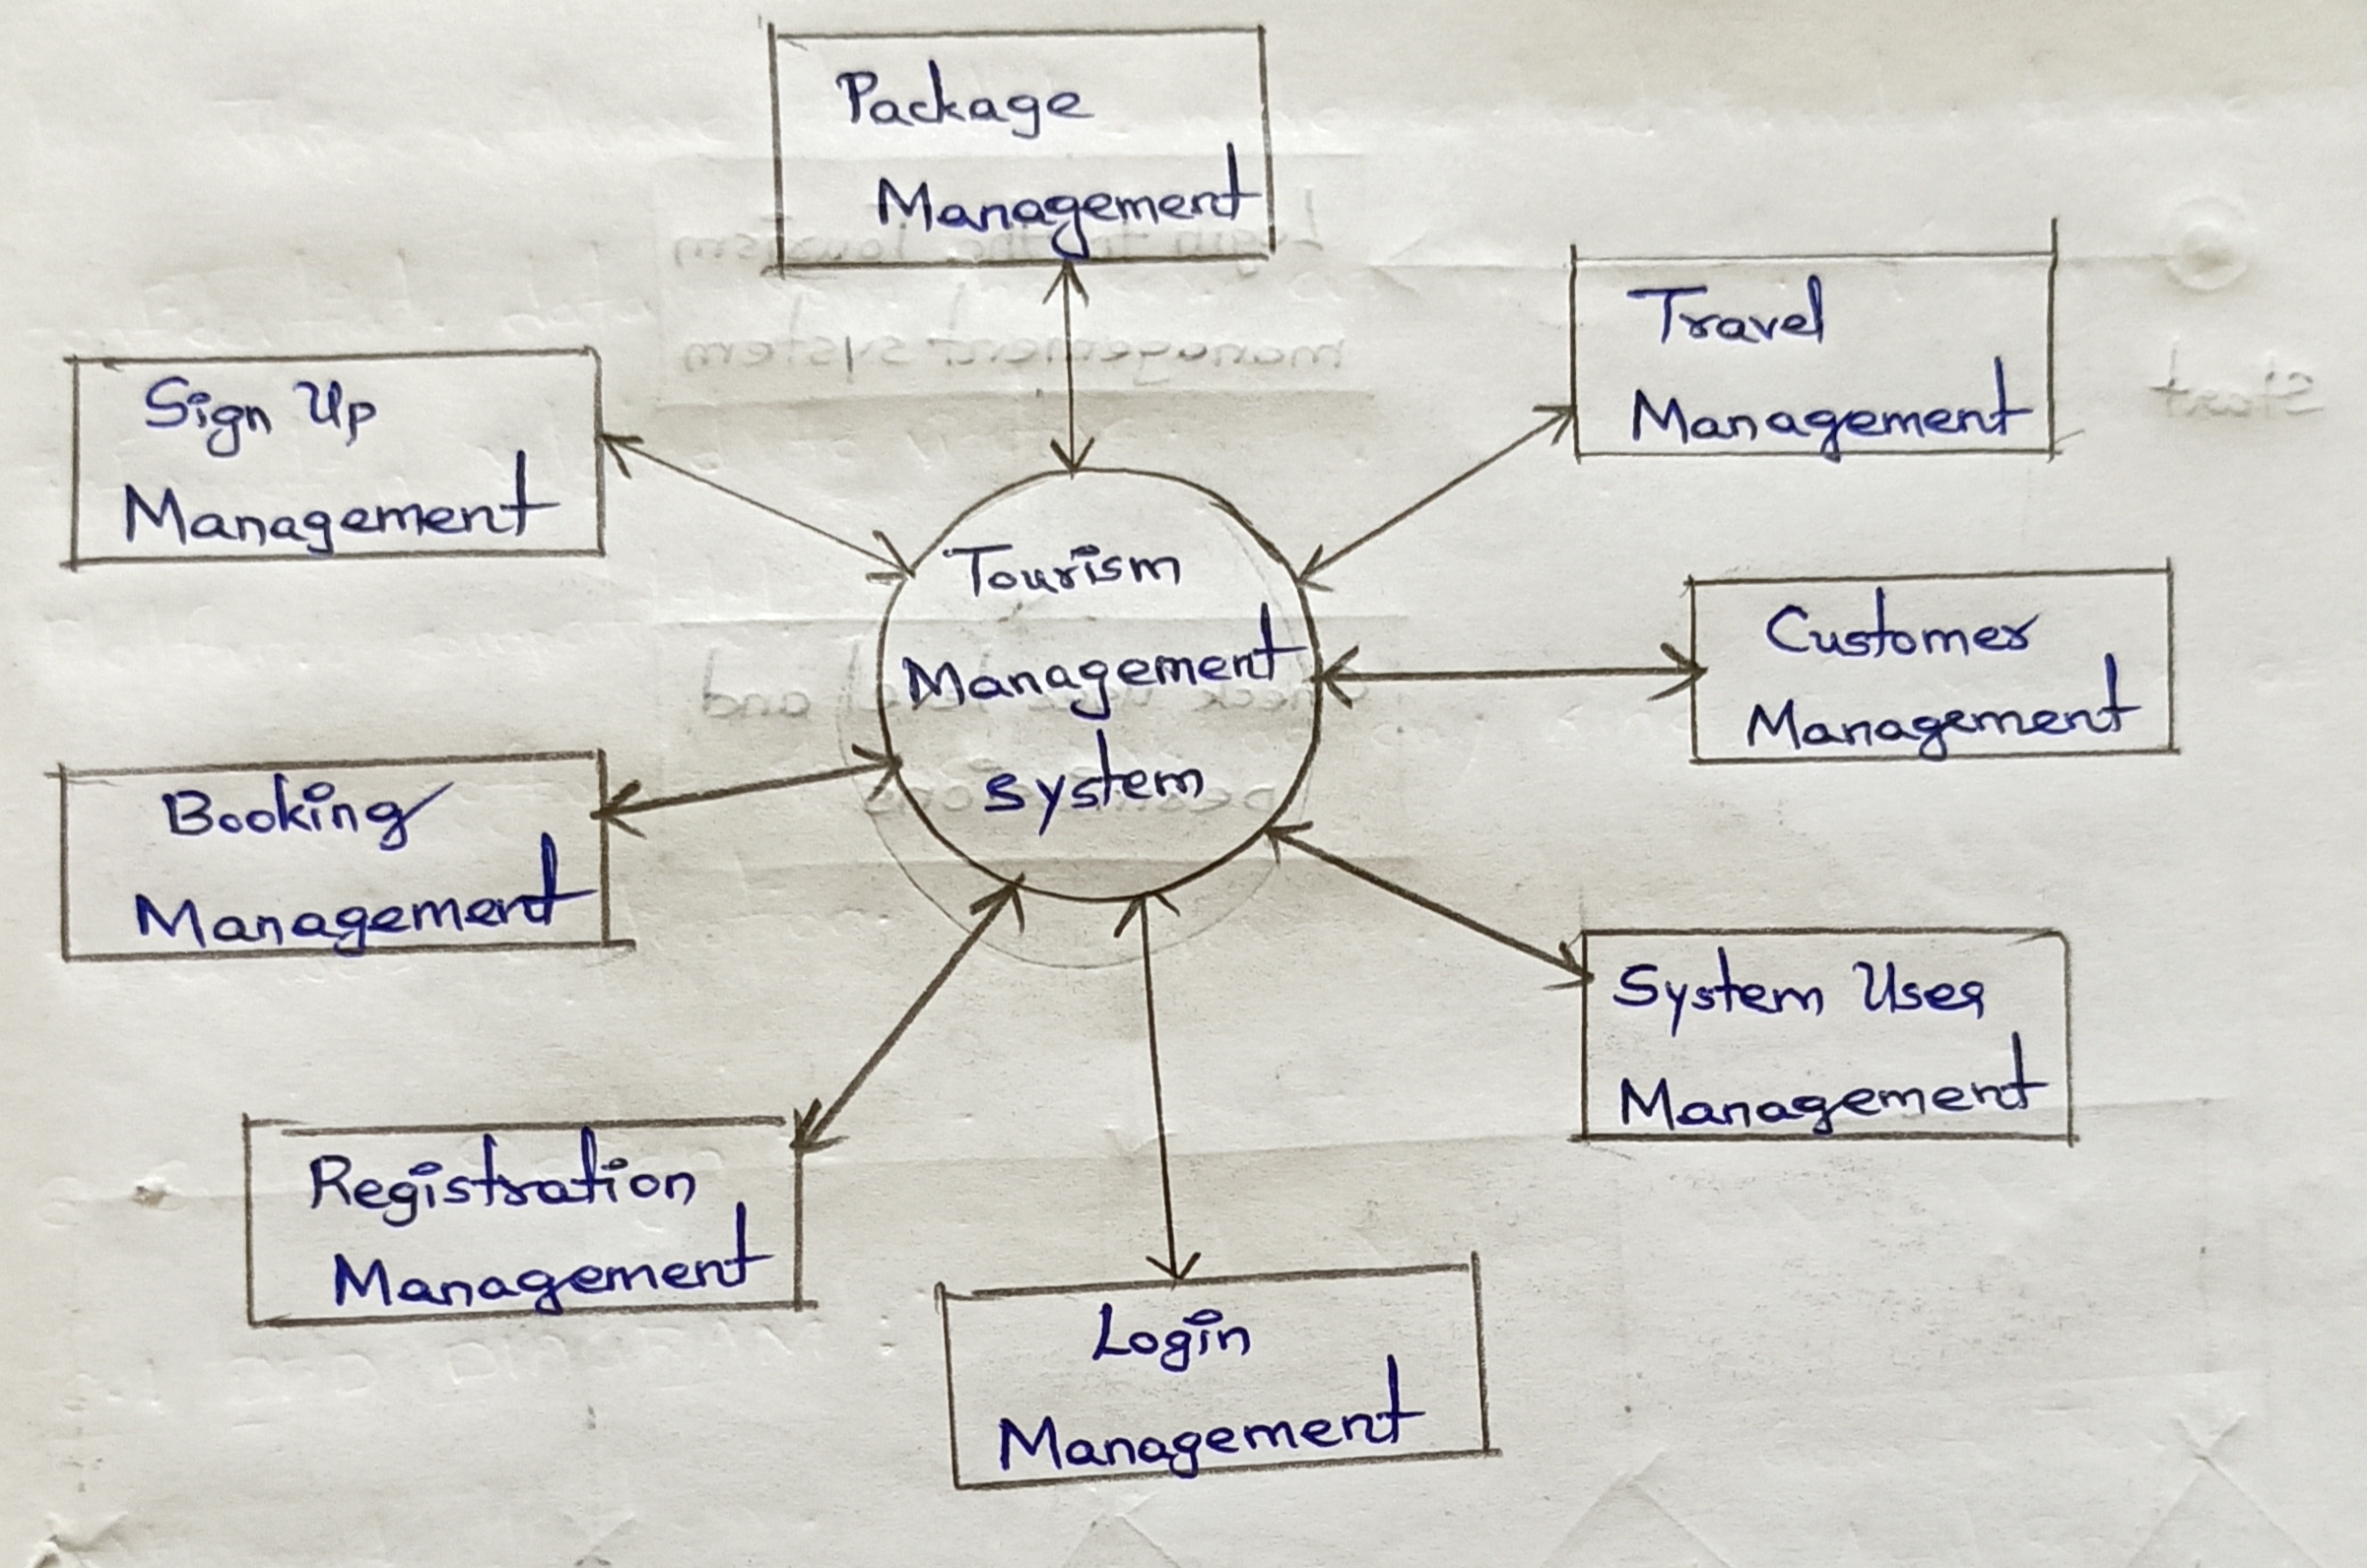 Package
Management
Travel
Management
Sign Up
Management
Tourism
Management
system
Customer
Management
Booking
Management
System User
Management
Registration
Management
Login
Management